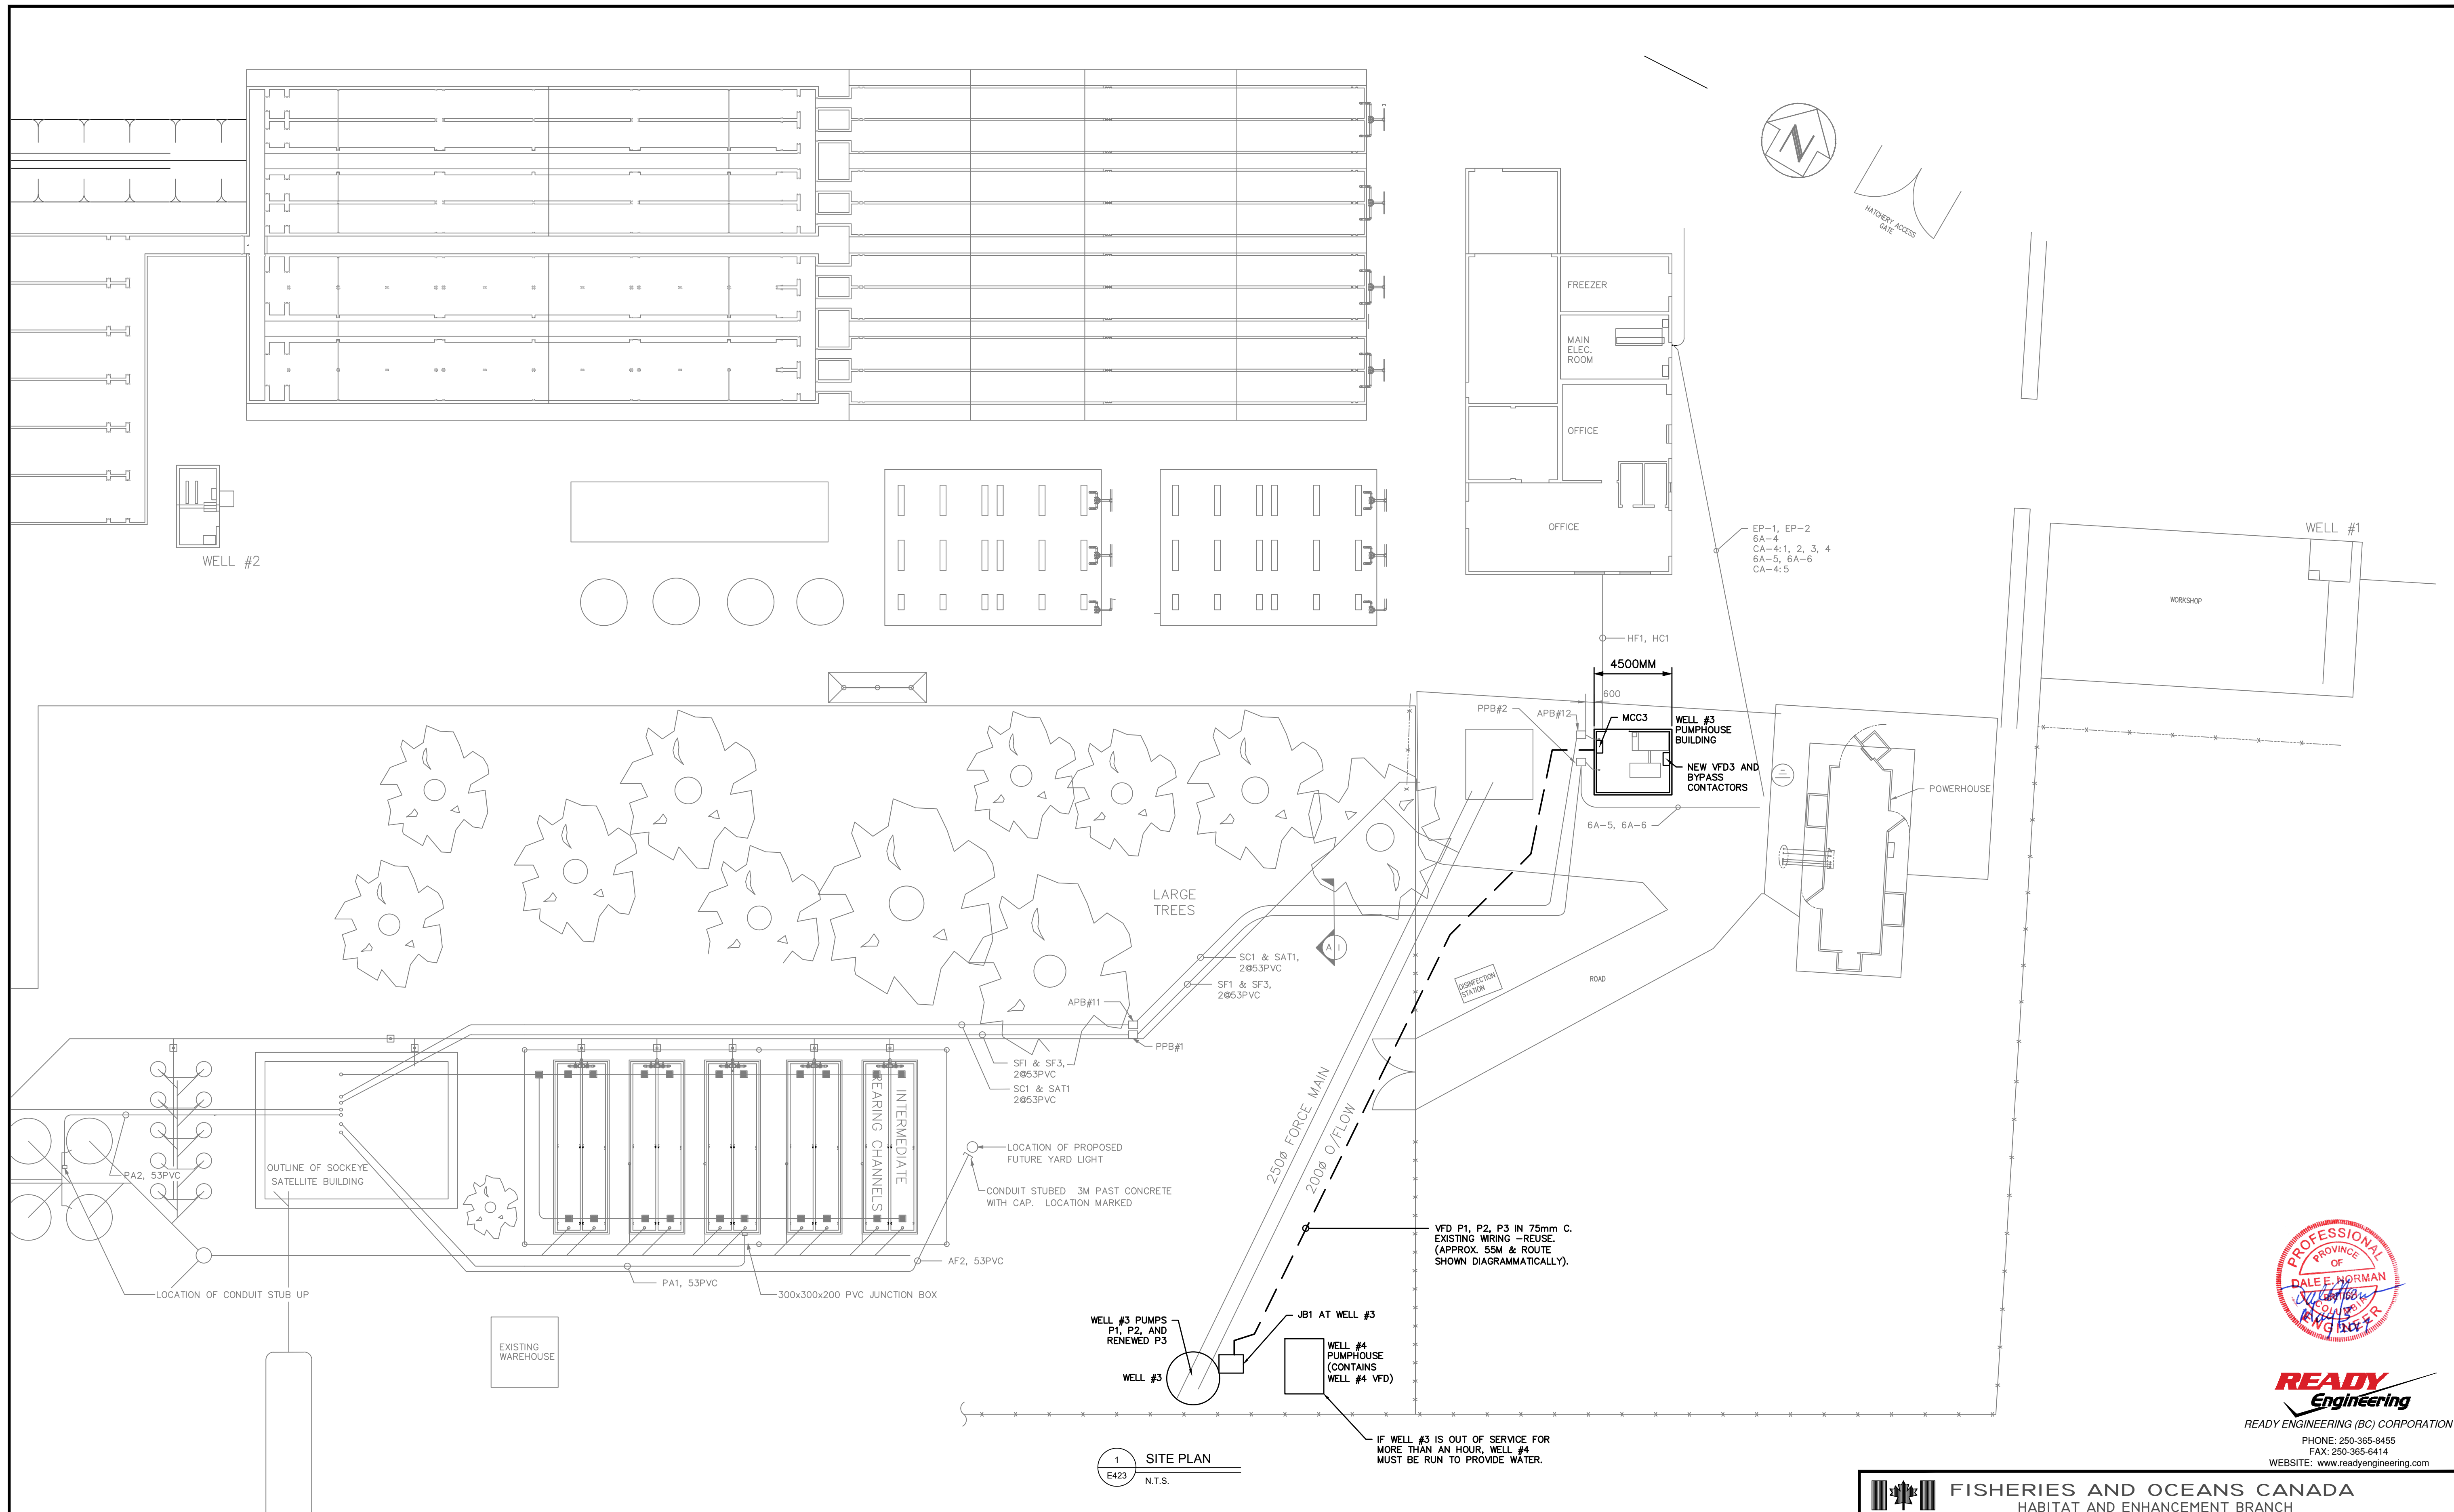 N
HATCHERY ACCESS
GATE
FREEZER
MAIN
ELEC.
ROOM
OFFICE
OFFICE
EP-1, EP-2
6A-4
CA-4:1, 2, 3, 4
6A-5, 6A-6
CA-4:5
WELL #1
WORKSHOP
WELL #2
HF1, HC1
4500MM
600
PPB#2
APB#12
MCC3
WELL #3
PUMPHOUSE
BUILDING
NEW VFD3 AND
BYPASS
CONTACTORS
POWERHOUSE
6A-5, 6A-6
LARGE
TREES
A 1
SC1 & SAT1,
2@53PVC
SF1 & SF3,
2@53PVC
DISINFECTION
STATION
ROAD
APB#11
PPB#1
SF1 & SF3,
2@53PVC
SC1 & SAT1
2@53PVC
INTERMEDIATE
REARING CHANNELS
250ø FORCE MAIN
200ø O/FLOW
LOCATION OF PROPOSED
FUTURE YARD LIGHT
CONDUIT STUBED 3M PAST CONCRETE
WITH CAP. LOCATION MARKED
PA2, 53PVC
OUTLINE OF SOCKEYE
SATELLITE BUILDING
VFD P1, P2, P3 IN 75mm C.
EXISTING WIRING -REUSE.
(APPROX. 55M & ROUTE
SHOWN DIAGRAMMATICALLY).
AF2, 53PVC
PA1, 53PVC
300x300x200 PVC JUNCTION BOX
LOCATION OF CONDUIT STUB UP
EXISTING
WAREHOUSE
WELL #3 PUMPS
P1, P2, AND
RENEWED P3
JB1 AT WELL #3
WELL #3
WELL #4
PUMPHOUSE
(CONTAINS
WELL #4 VFD)
IF WELL #3 IS OUT OF SERVICE FOR
MORE THAN AN HOUR, WELL #4
MUST BE RUN TO PROVIDE WATER.
1
E423
SITE PLAN
N.T.S.
PROFESSIONAL
PROVINCE
OF
DALE E. NORMAN
ENGINEER
READY
Engineering
READY ENGINEERING (BC) CORPORATION
PHONE: 250-365-8455
FAX: 250-365-6414
WEBSITE: www.readyengineering.com
FISHERIES AND OCEANS CANADA
HABITAT AND ENHANCEMENT BRANCH